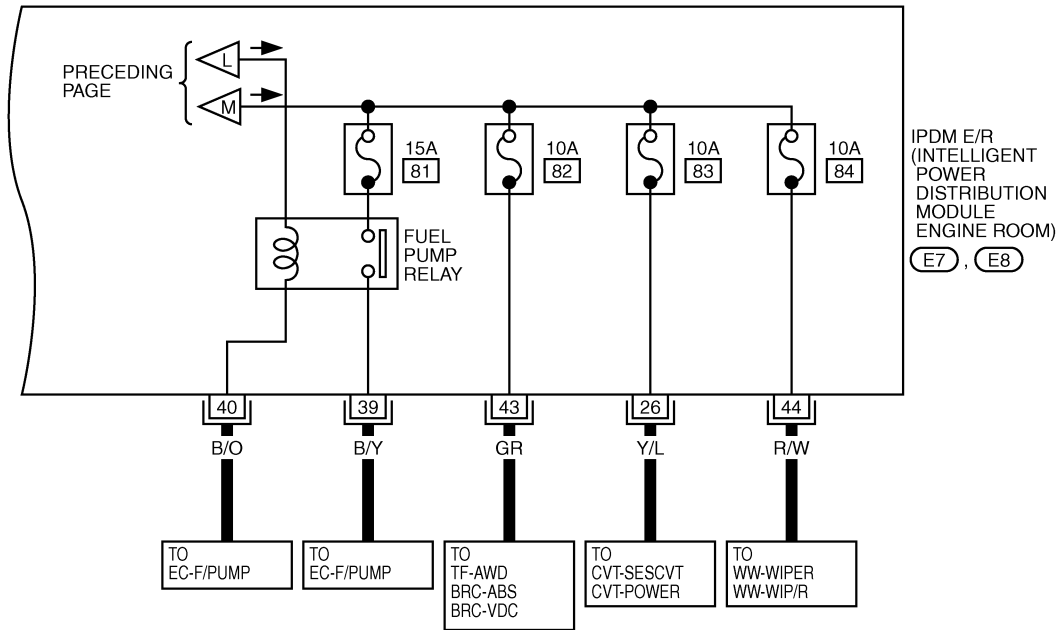 PRECEDING
PAGE
L
M
15A
81
10A
82
10A
83
10A
84
FUEL
PUMP
RELAY
IPDM E/R
(INTELLIGENT
POWER
DISTRIBUTION
MODULE
ENGINE ROOM)
E7 , E8
40
39
43
26
44
B/O
B/Y
GR
Y/L
R/W
TO
EC-F/PUMP
TO
EC-F/PUMP
TO
TF-AWD
BRC-ABS
BRC-VDC
TO
CVT-SESCVT
CVT-POWER
TO
WW-WIPER
WW-WIP/R